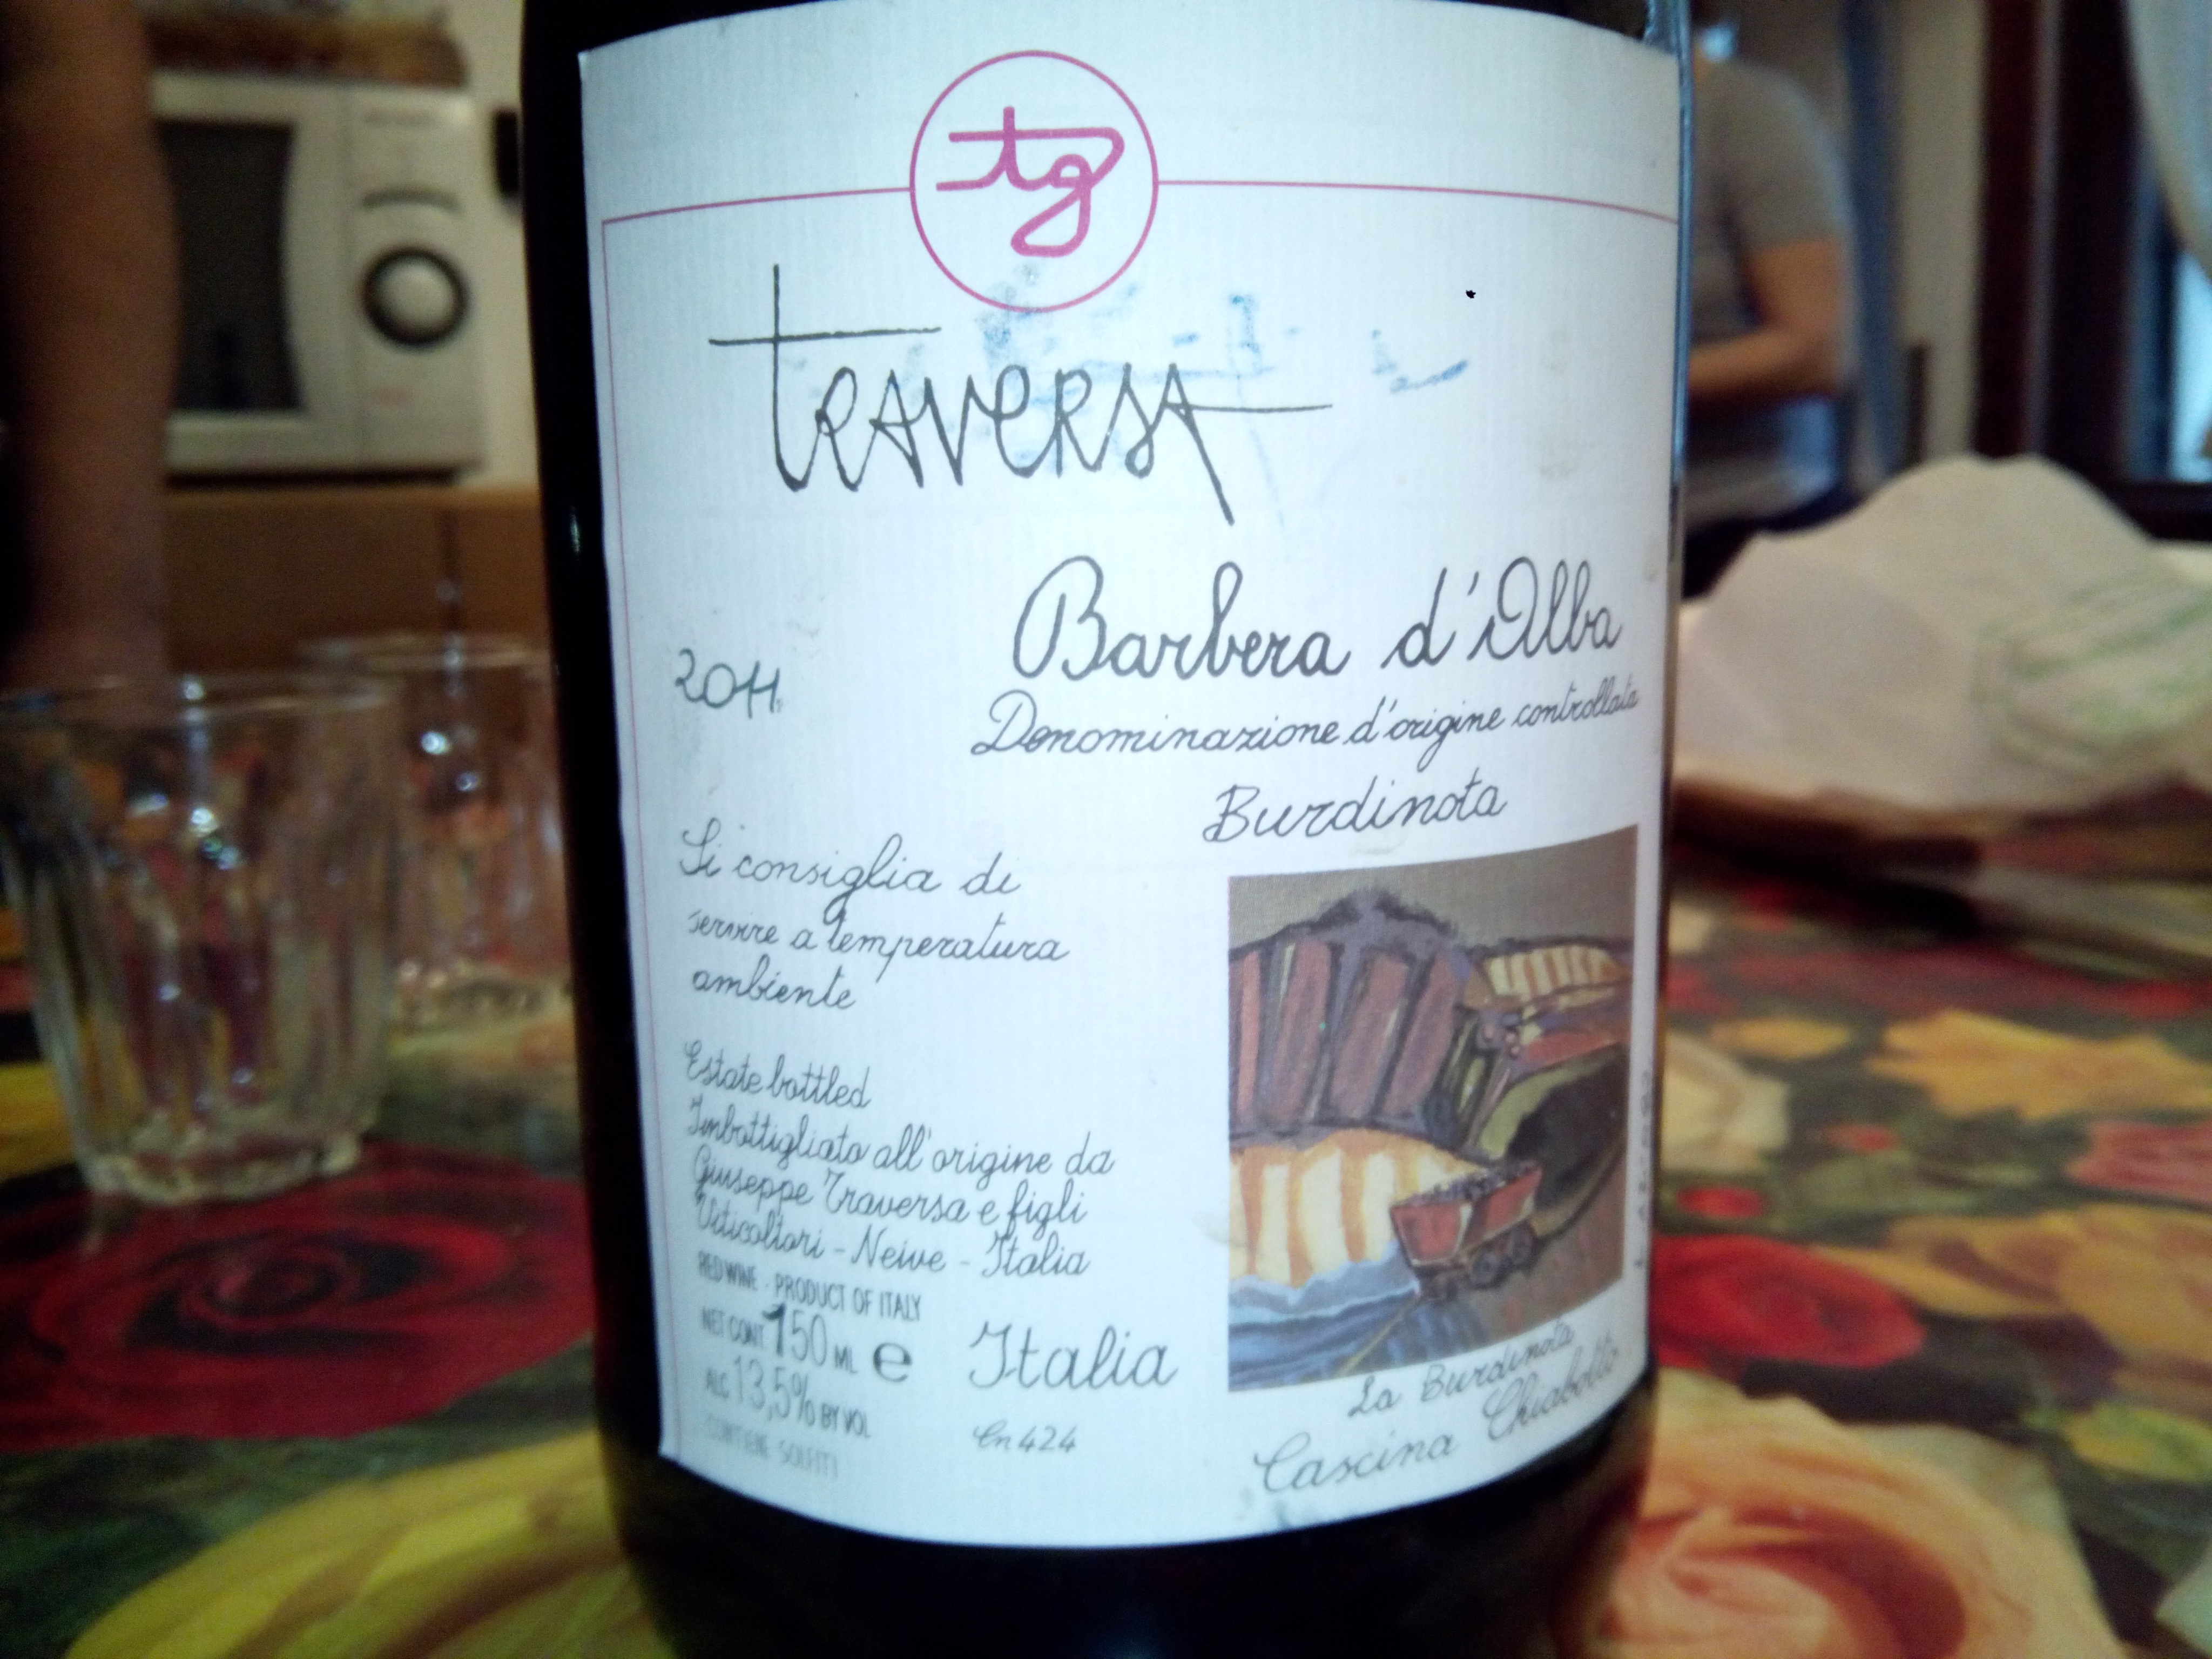 tg
traversa
Barbera d'Alba
2011
Denominazione d'origine controllata
Burdinota
Si consiglia di
servire a temperatura
ambiente
Estate bottled
Imbottigliato all'origine da
Giuseppe Traversa e figli
Viticoltori - Neive - Italia
RED WINE - PRODUCT OF ITALY
NET CONT. 150 ML e
Italia
ALC 13,5% BY VOL
Cn 424
CONTIENE SOLFITI
La Burdinota
Cascina Chiabotto